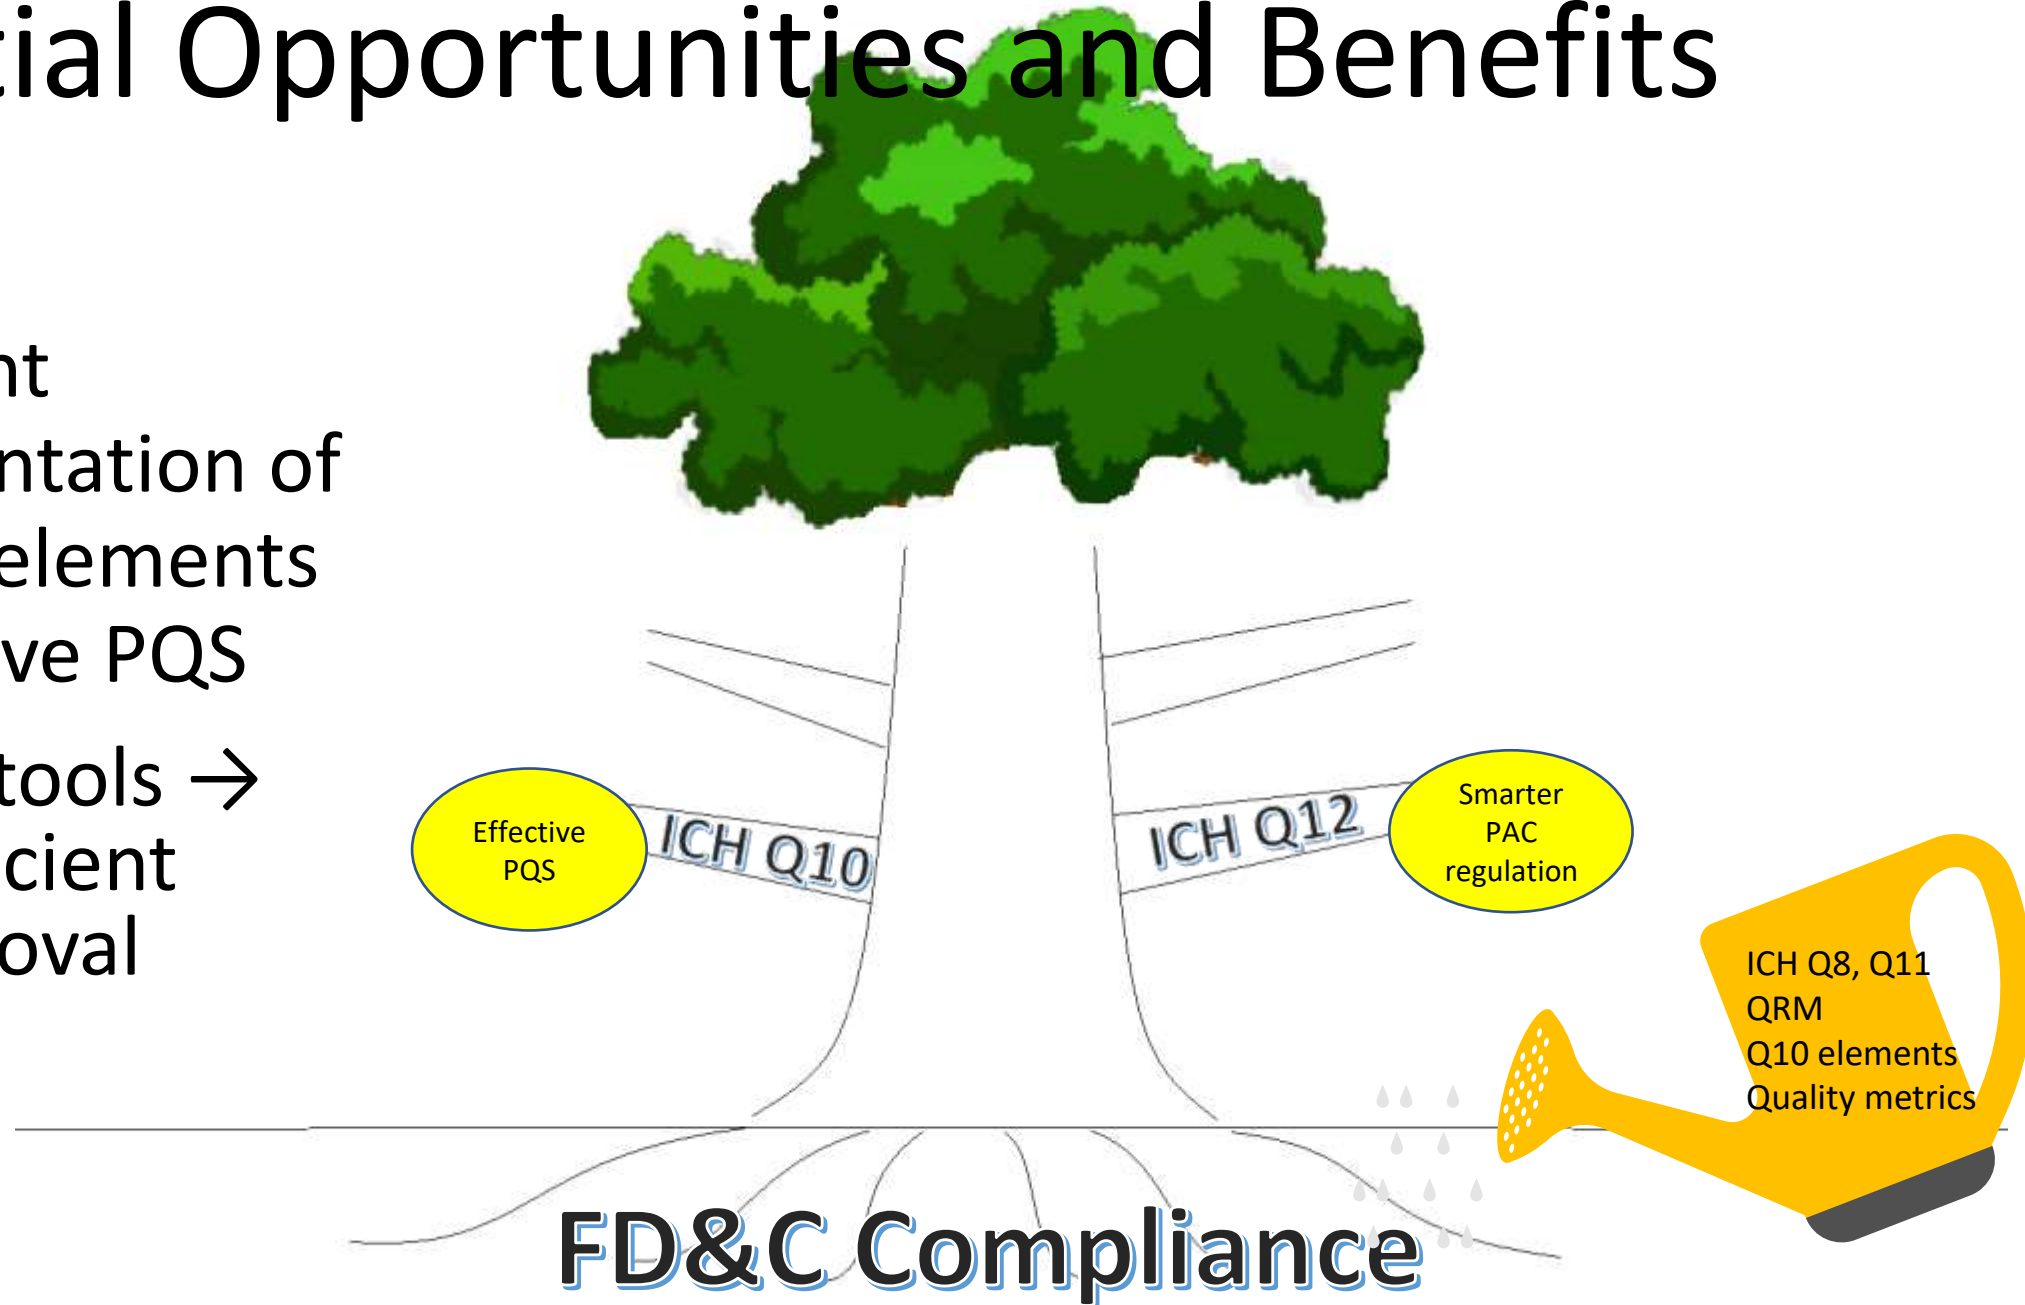 tial Opportunities and Benefits
nt
ntation of
elements
ve PQS
tools →
cient
oval
Effective
PQS
ICH Q10
ICH Q12
Smarter
PAC
regulation
ICH Q8, Q11
QRM
Q10 elements
Quality metrics
FD&C Compliance